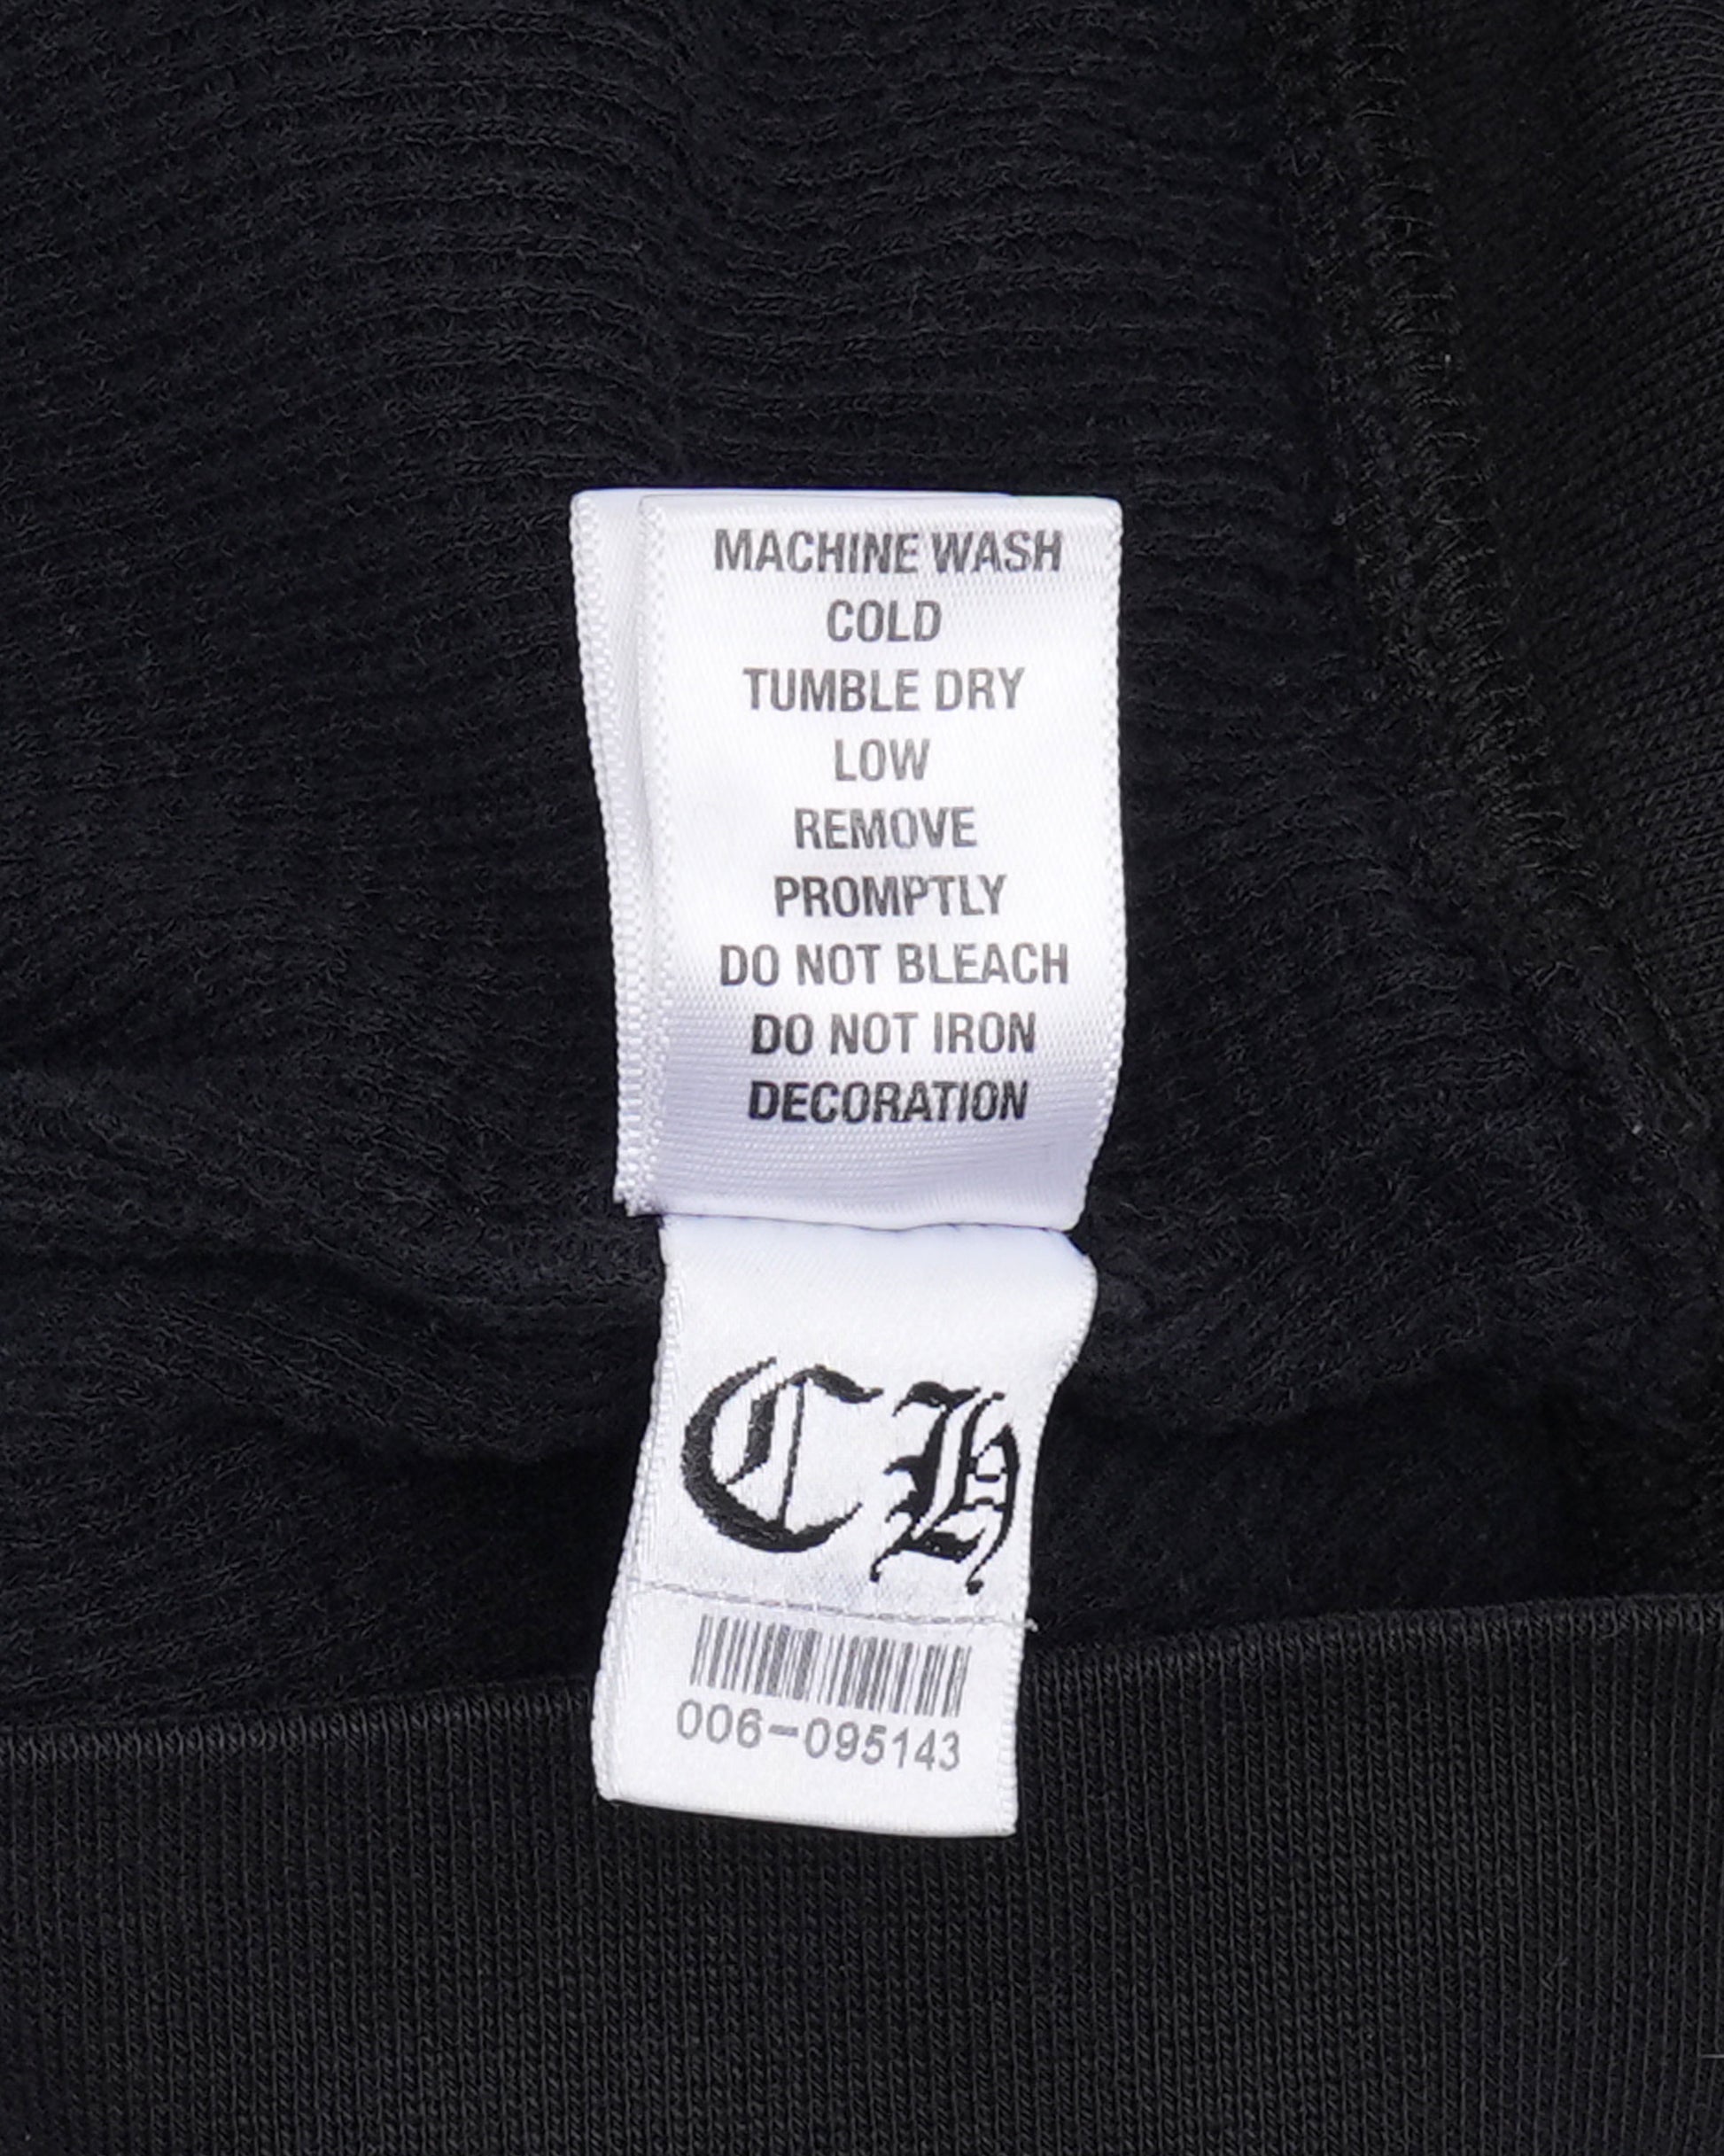 MACHINE WASH
COLD
TUMBLE DRY
LOW
REMOVE
PROMPTLY
DO NOT BLEACH
DO NOT IRON
DECORATION
CH
006-095143